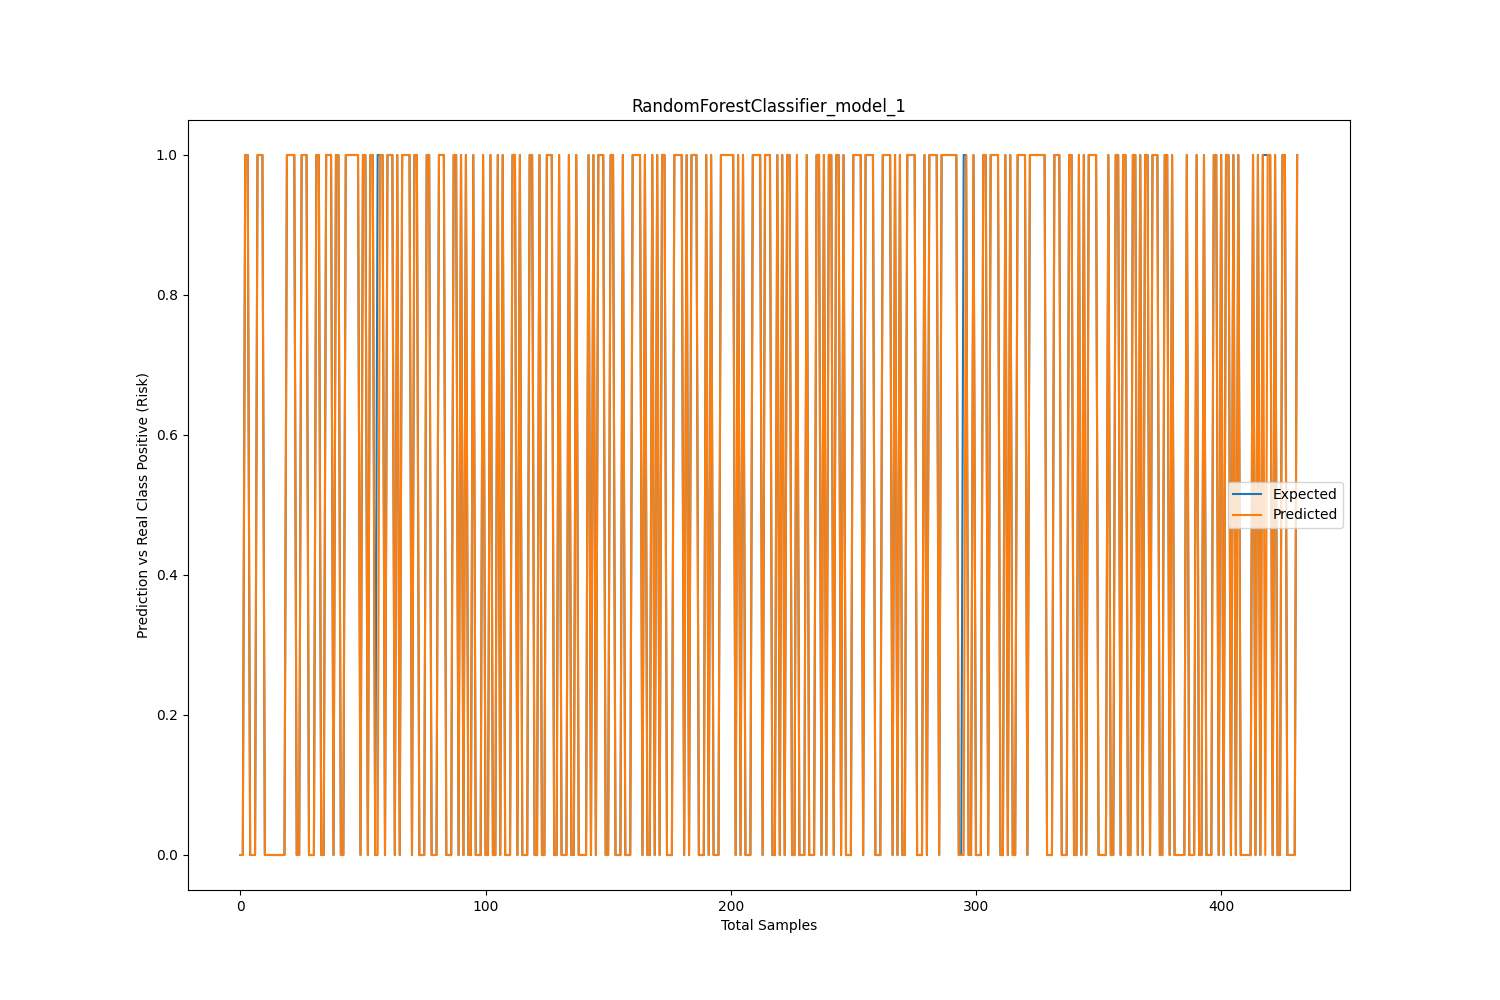 RandomForestClassifier_model_1
1.0
0.8
0.6
0.4
0.2
0.0
Prediction vs Real Class Positive (Risk)
Expected
Predicted
0
100
200
300
400
Total Samples